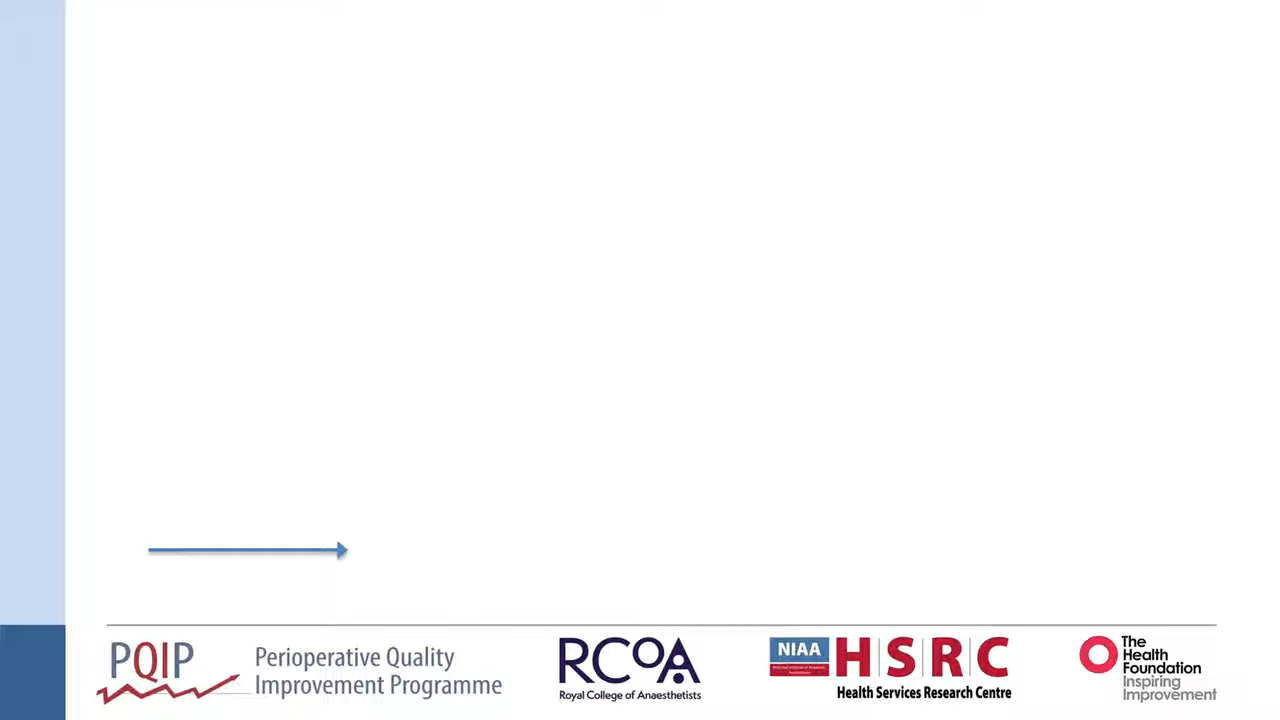 PQIP
Perioperative Quality
Improvement Programme
RCoA
Royal College of Anaesthetists
NIAA
HSRC
Health Services Research Centre
The
Health
Foundation
Inspiring
Improvement